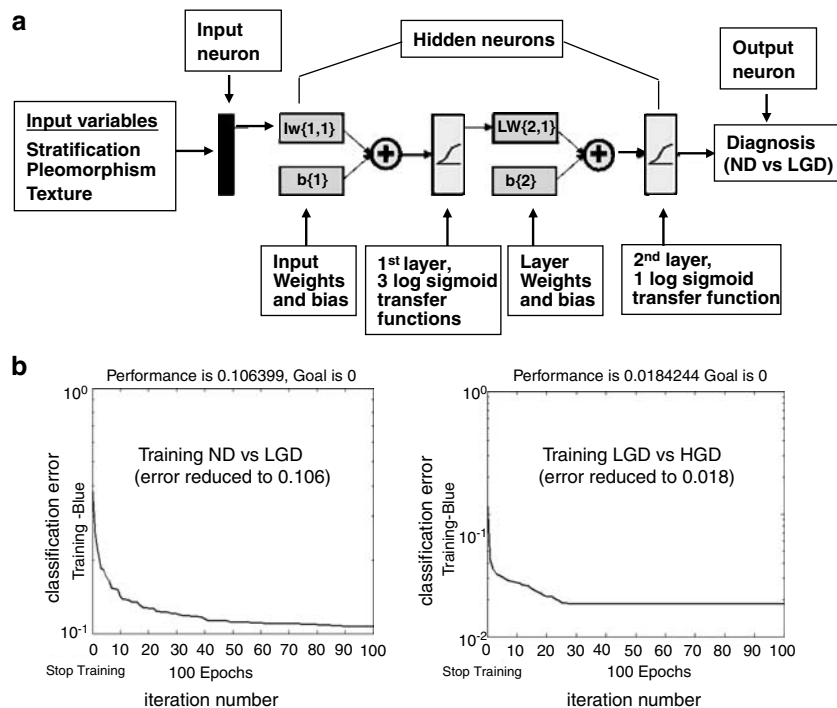 a
Input
neuron
Hidden neurons
Output
neuron
Input variables
Stratification
Pleomorphism
Texture
Iw{1,1}
b{1}
LW{2,1}
b{2}
Diagnosis
(ND vs LGD)
Input
Weights
and bias
1st layer,
3 log sigmoid
transfer
functions
Layer
Weights
and bias
2nd layer,
1 log sigmoid
transfer function
b
Performance is 0.106399, Goal is 0
10^0
Training ND vs LGD
(error reduced to 0.106)
classification error
Training -Blue
10^-1
0 10 20 30 40 50 60 70 80 90 100
Stop Training
100 Epochs
iteration number
Performance is 0.0184244 Goal is 0
10^0
Training LGD vs HGD
(error reduced to 0.018)
classification error
Training-Blue
10^-1
10^-2
0 10 20 30 40 50 60 70 80 90 100
Stop Training
100 Epochs
iteration number